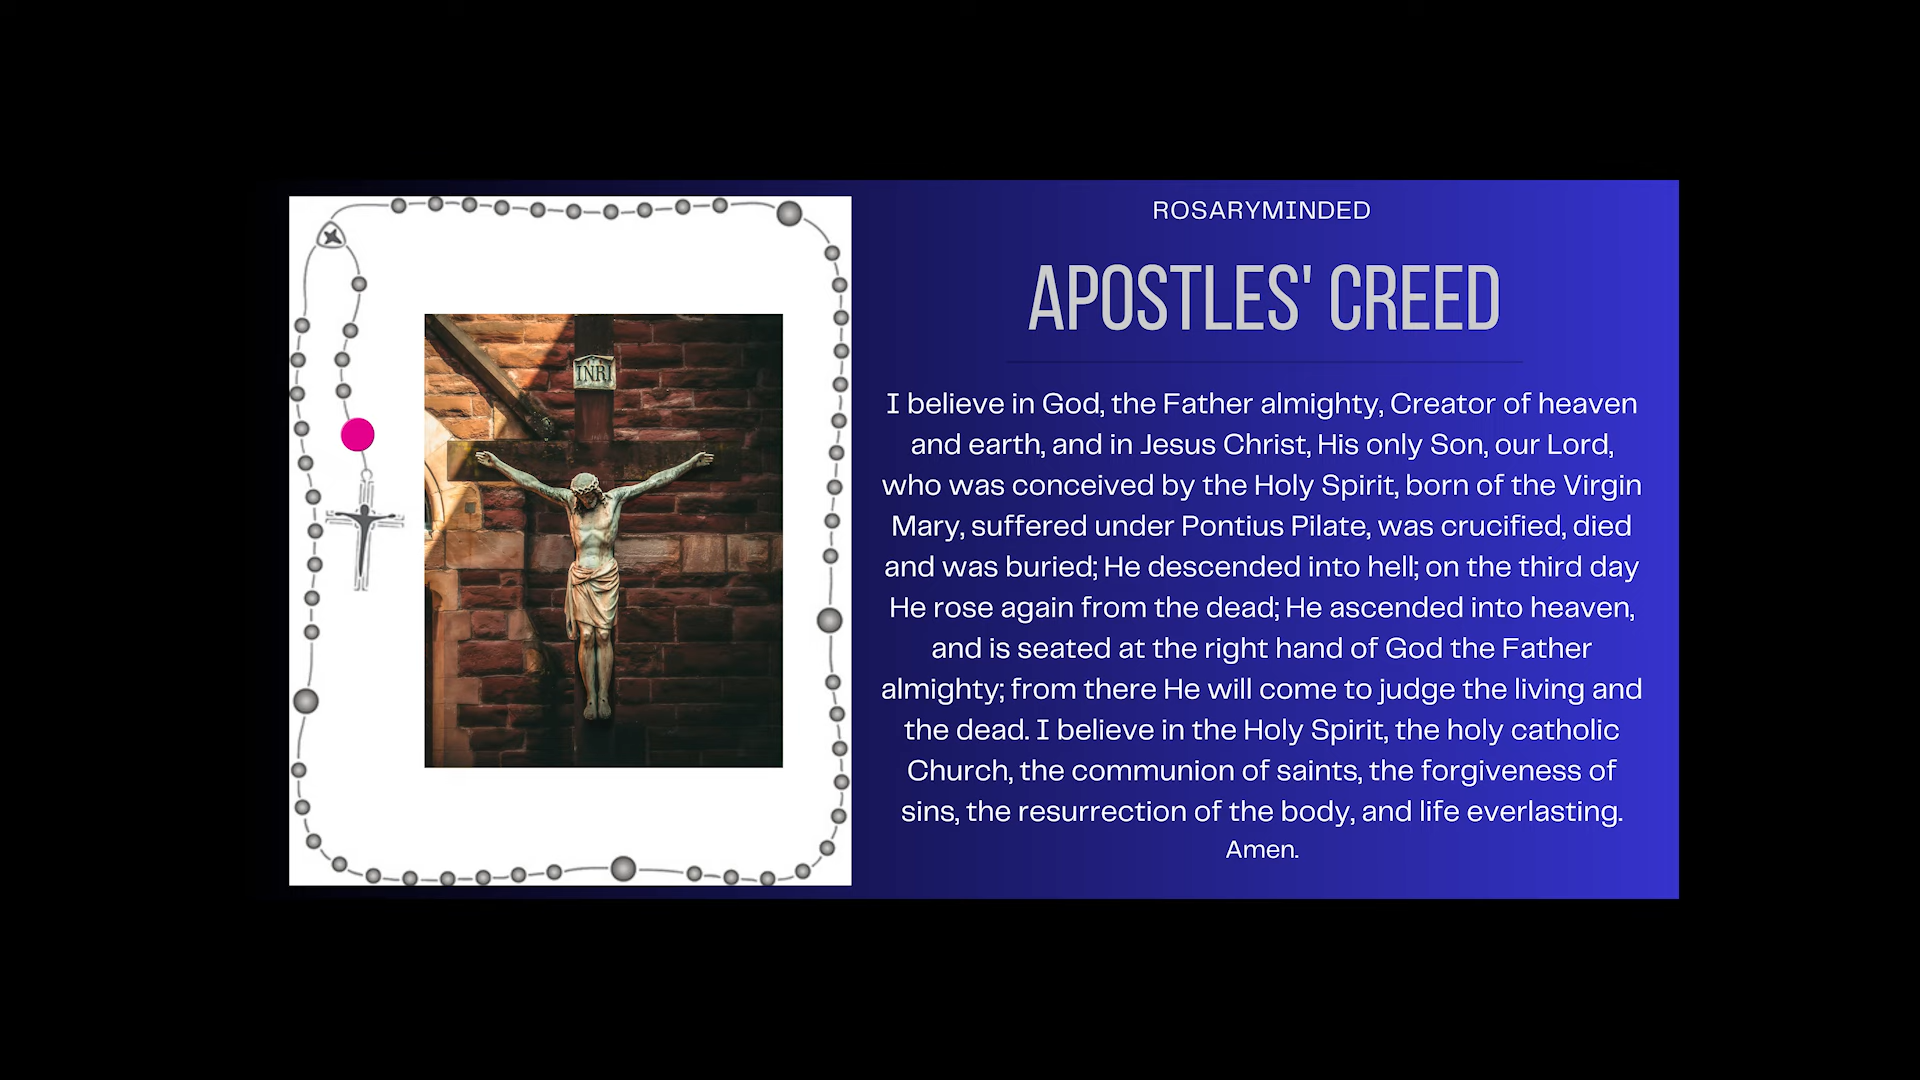 ROSARYMINDED
APOSTLES' CREED
INRI
I believe in God, the Father almighty, Creator of heaven
and earth, and in Jesus Christ, His only Son, our Lord,
who was conceived by the Holy Spirit, born of the Virgin
Mary, suffered under Pontius Pilate, was crucified, died
and was buried; He descended into hell; on the third day
He rose again from the dead; He ascended into heaven,
and is seated at the right hand of God the Father
almighty; from there He will come to judge the living and
the dead. I believe in the Holy Spirit, the holy catholic
Church, the communion of saints, the forgiveness of
sins, the resurrection of the body, and life everlasting.
Amen.